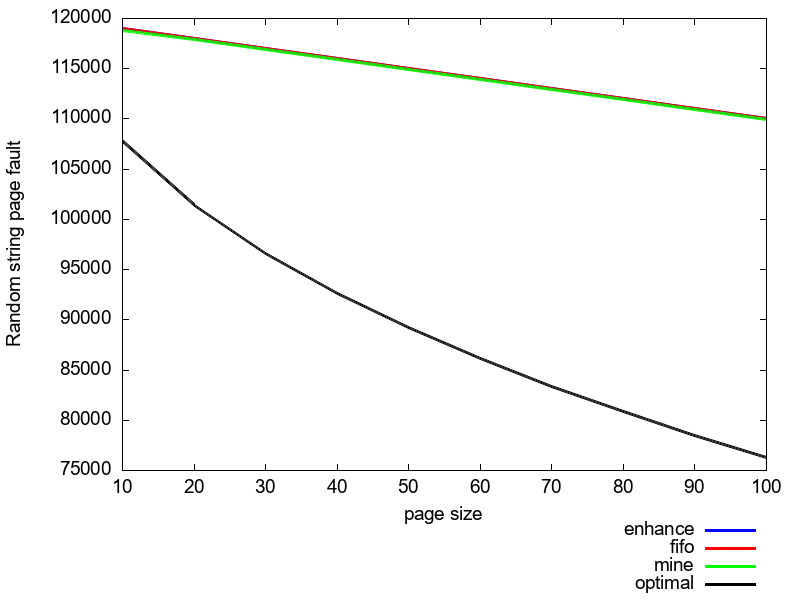 120000
115000
110000
105000
100000
95000
90000
85000
80000
75000
Random string page fault
10 20 30 40 50 60 70 80 90 100
page size
enhance
fifo
mine
optimal